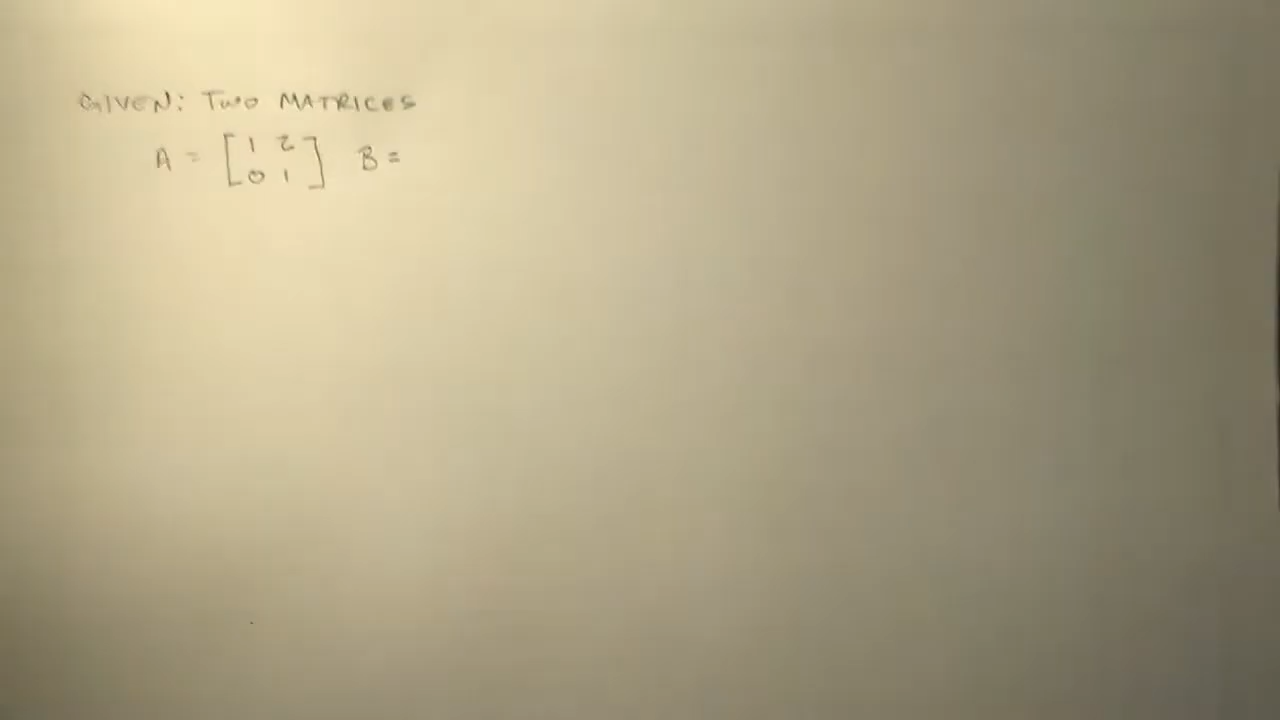 GIVEN: TWO MATRICES
A = [1 2
0 1] B =